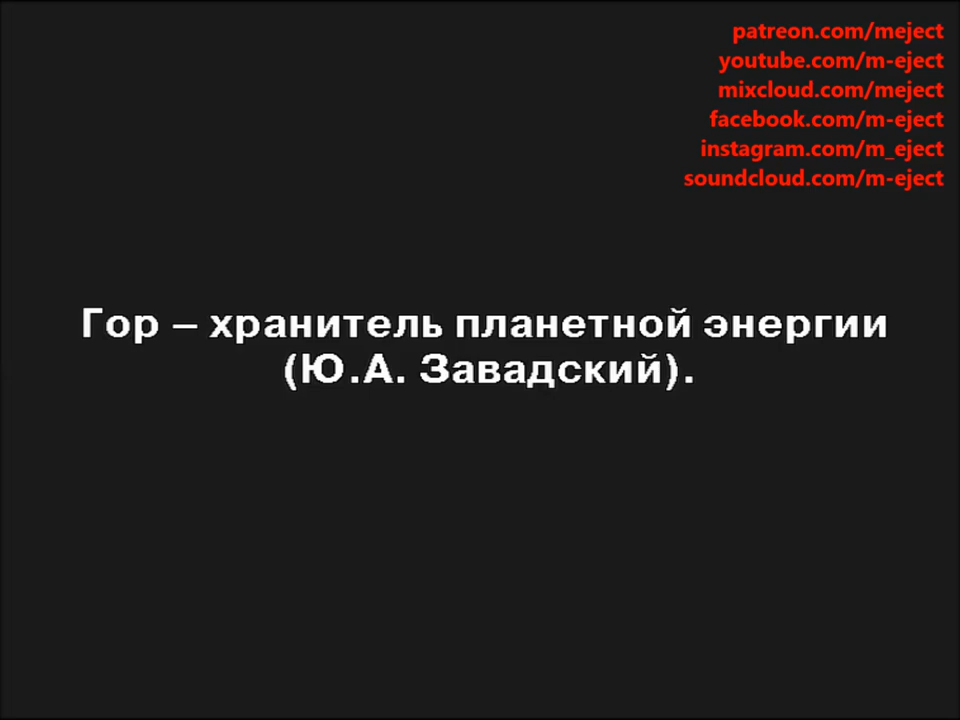 patreon.com/meject
youtube.com/m-eject
mixcloud.com/meject
facebook.com/m-eject
instagram.com/m_eject
soundcloud.com/m-eject
Гор – хранитель планетной энергии
(Ю.А. Завадский).